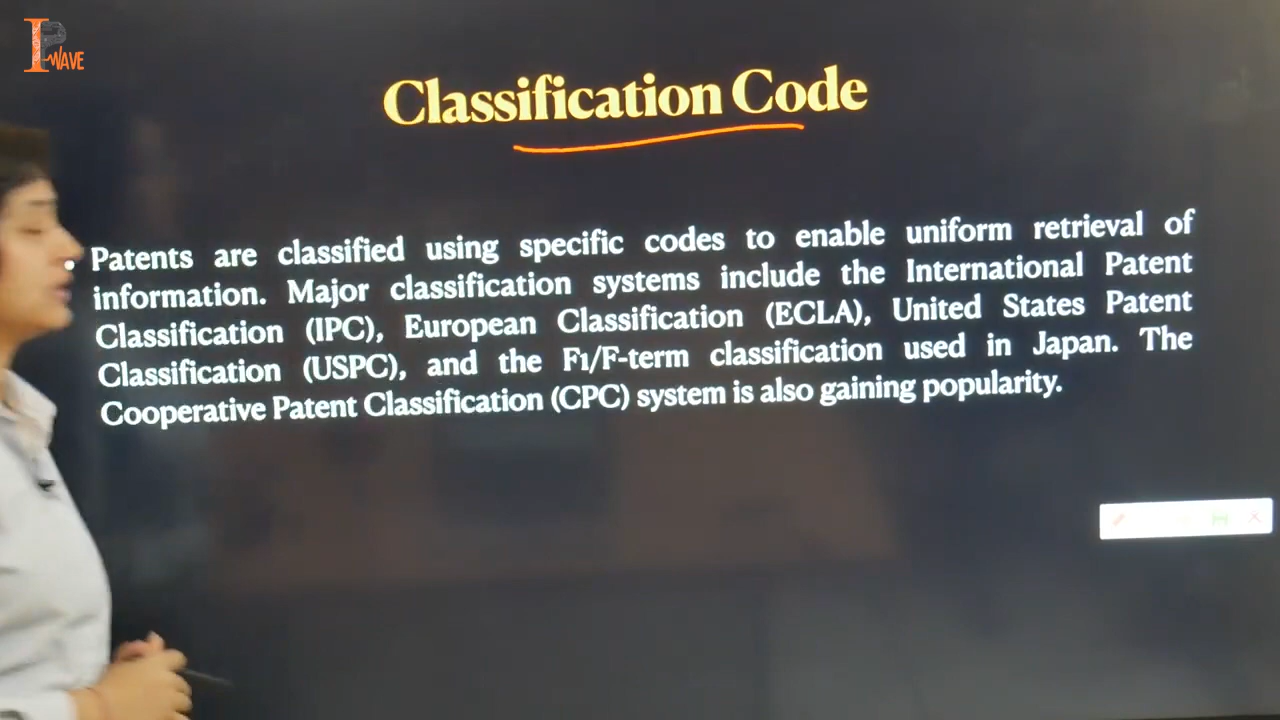 IP WAVE
Classification Code
Patents are classified using specific codes to enable uniform retrieval of
information. Major classification systems include the International Patent
Classification (IPC), European Classification (ECLA), United States Patent
Classification (USPC), and the F1/F-term classification used in Japan. The
Cooperative Patent Classification (CPC) system is also gaining popularity.